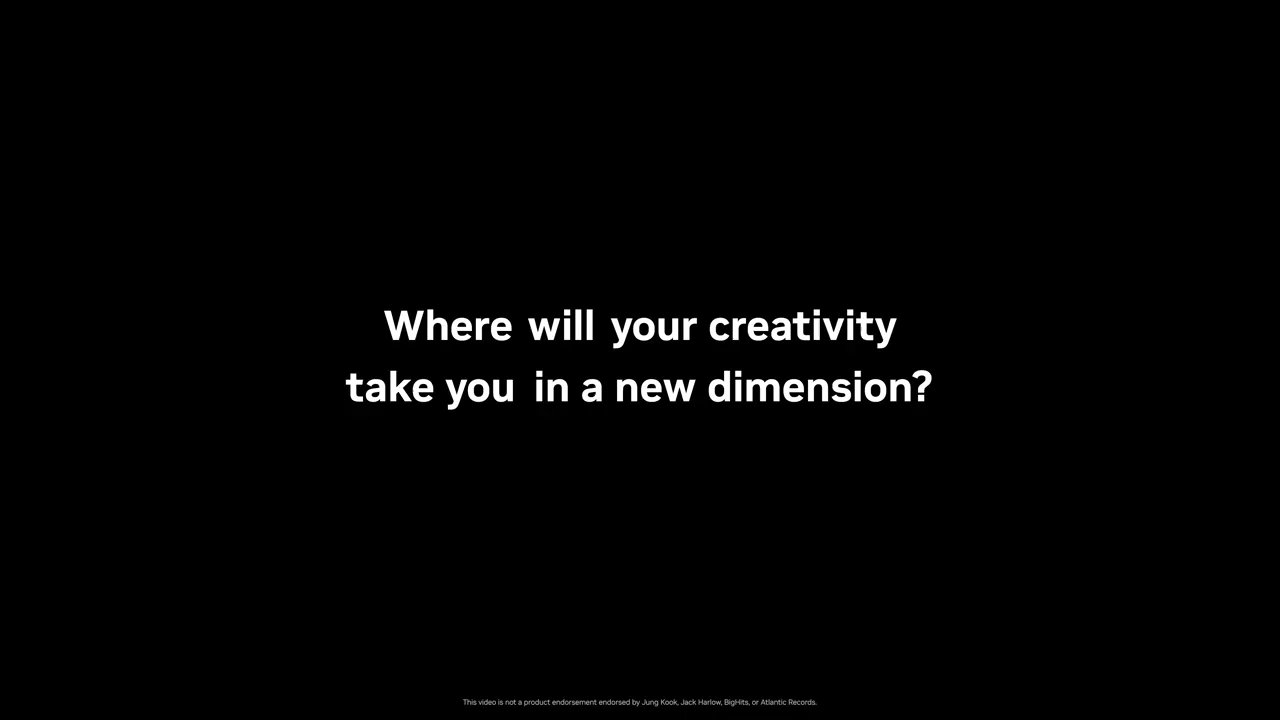 Where will your creativity
take you in a new dimension?
This video is not a product endorsement endorsed by Jung Kook, Jack Harlow, BigHits, or Atlantic Records.